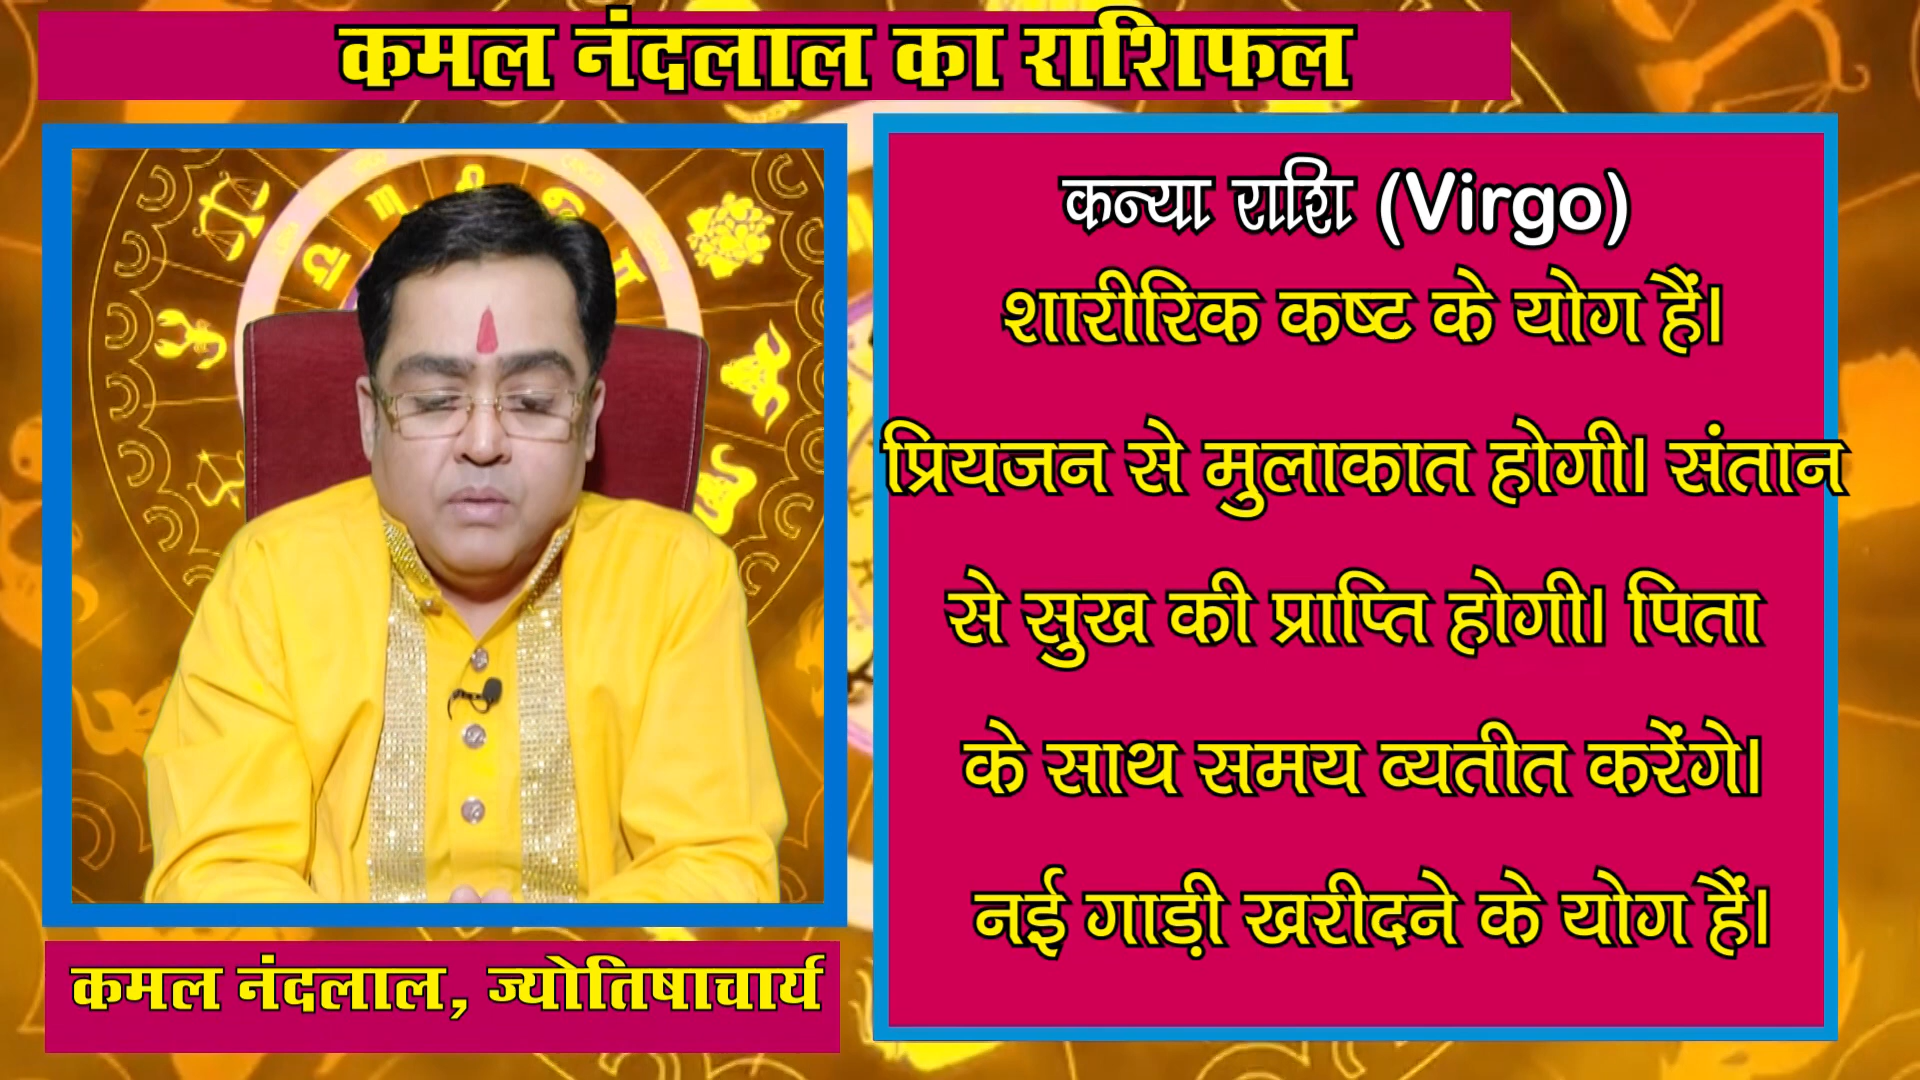 कमल नंदलाल का राशिफल
कन्या राशि (Virgo)
शारीरिक कष्ट के योग हैं।
प्रियजन से मुलाकात होगी। संतान
से सुख की प्राप्ति होगी। पिता
के साथ समय व्यतीत करेंगे।
नई गाड़ी खरीदने के योग हैं।
कमल नंदलाल, ज्योतिषाचार्य